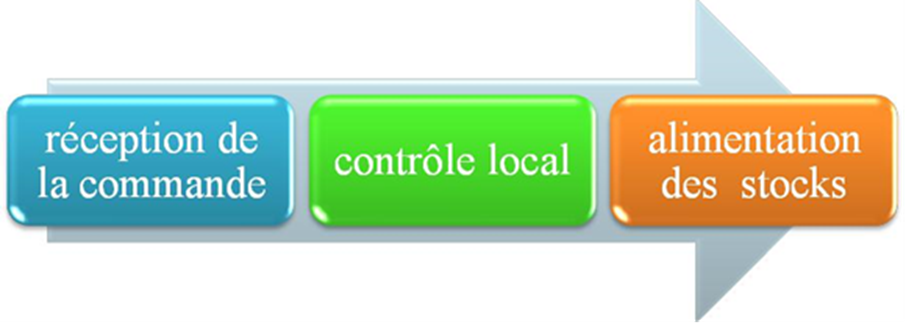 réception de
la commande
contrôle local
alimentation
des stocks